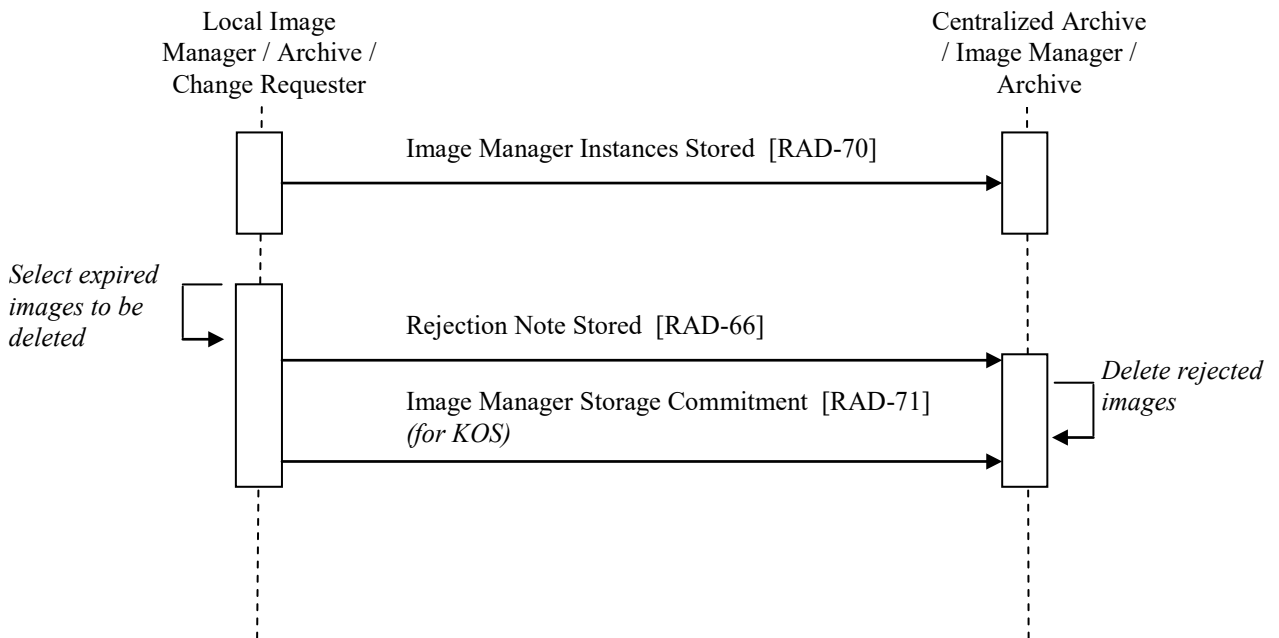 Local Image
Manager / Archive /
Change Requester
Centralized Archive
/ Image Manager /
Archive
Image Manager Instances Stored [RAD-70]
Select expired
images to be
deleted
Rejection Note Stored [RAD-66]
Delete rejected
images
Image Manager Storage Commitment [RAD-71]
(for KOS)